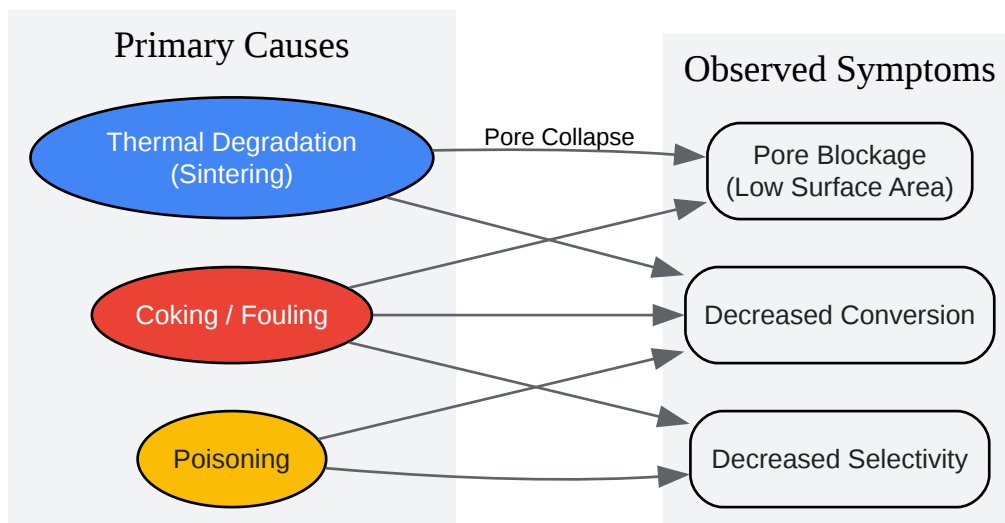 Primary Causes
Observed Symptoms
Thermal Degradation
(Sintering)
Pore Collapse
Pore Blockage
(Low Surface Area)
Coking / Fouling
Decreased Conversion
Poisoning
Decreased Selectivity